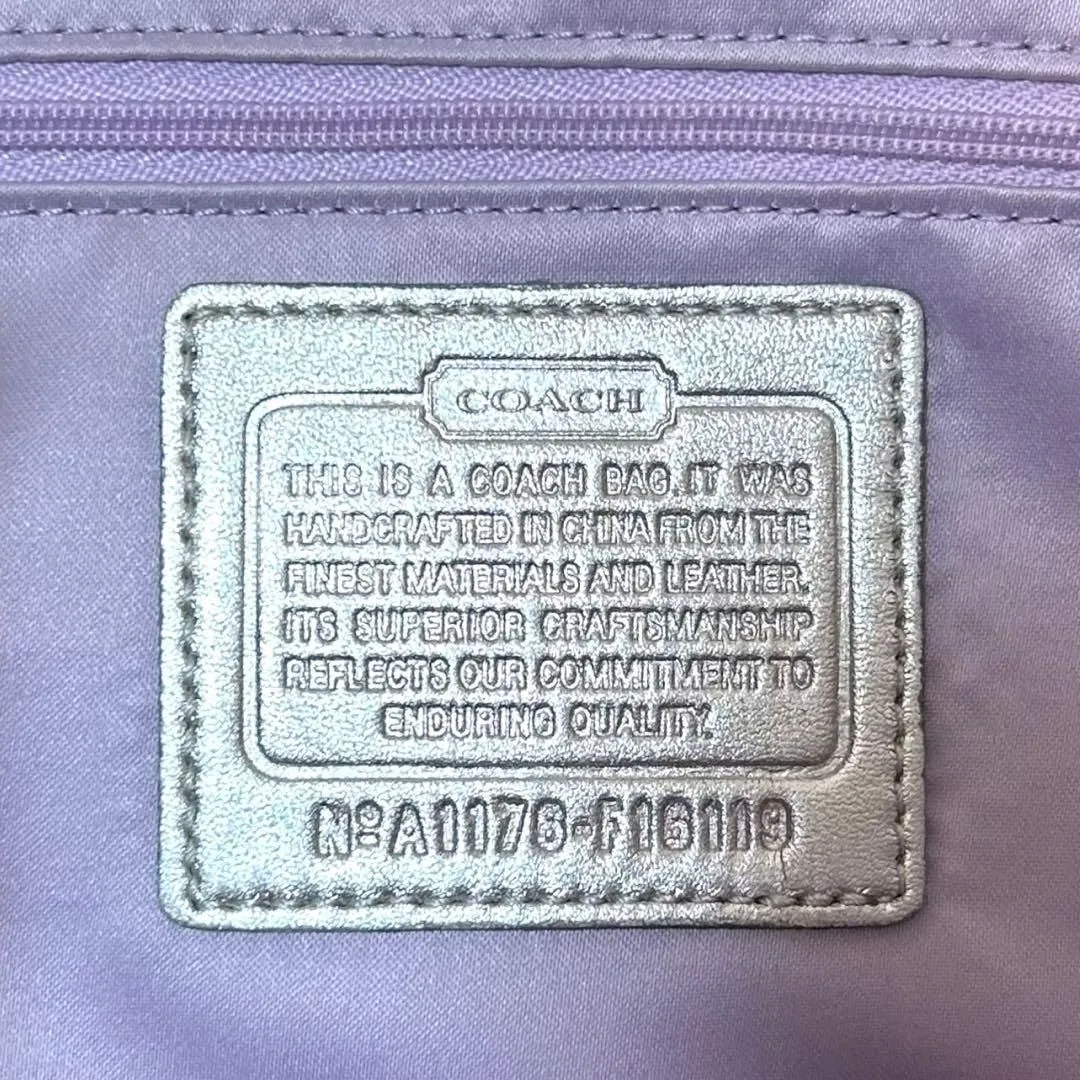 COACH
THIS IS A COACH BAG. IT WAS
HANDCRAFTED IN CHINA FROM THE
FINEST MATERIALS AND LEATHER.
ITS SUPERIOR CRAFTSMANSHIP
REFLECTS OUR COMMITMENT TO
ENDURING QUALITY.
Nº A1176-F16119